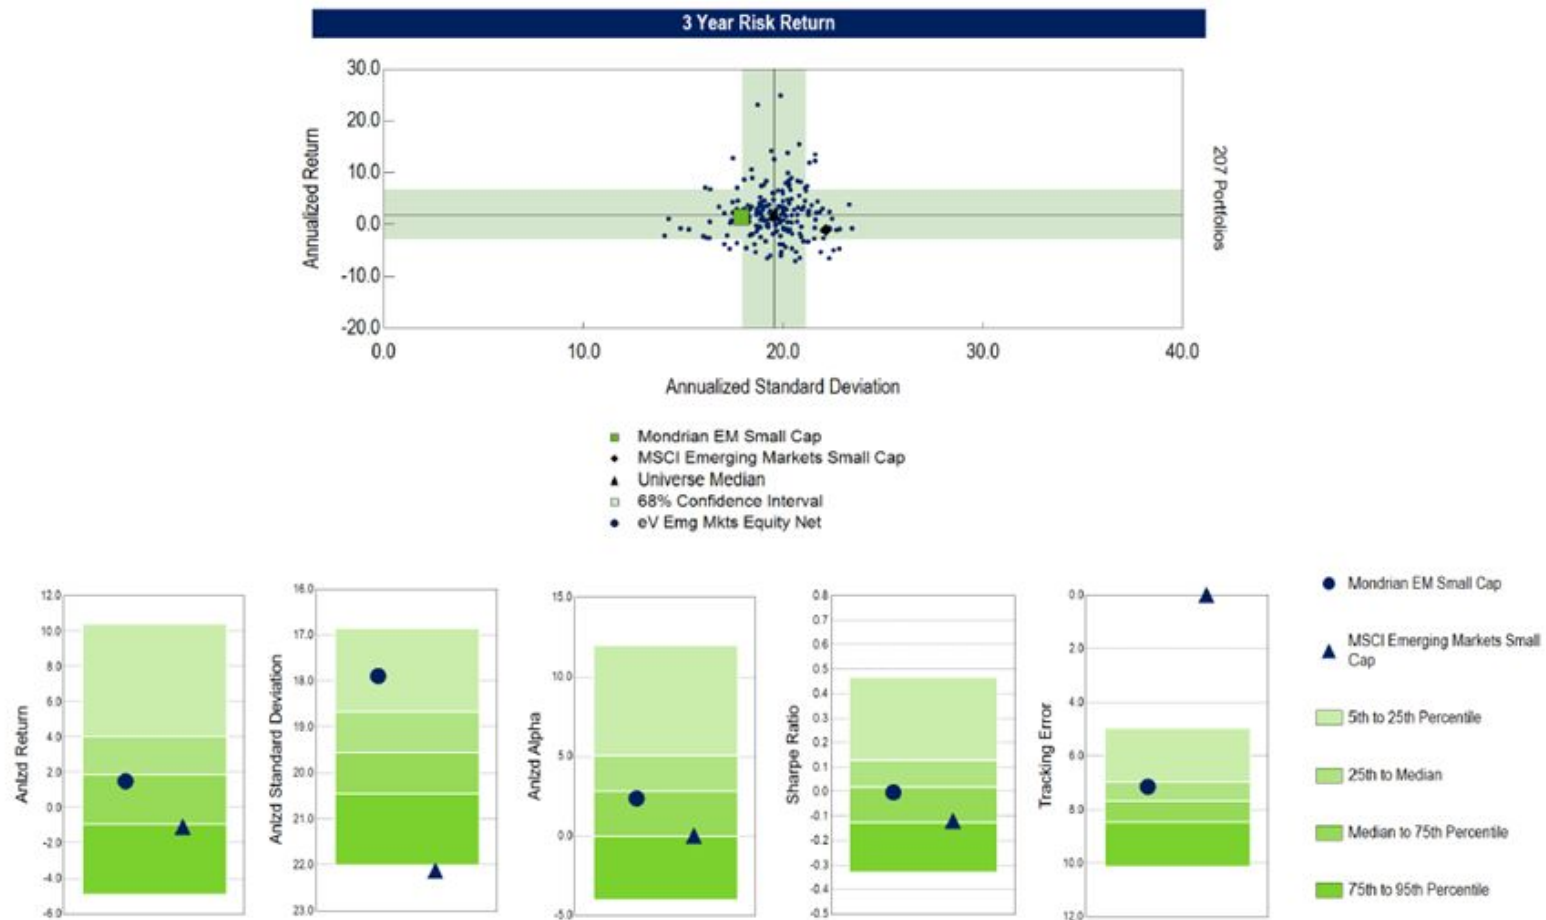 3 Year Risk Return
30.0
20.0
10.0
0.0
-10.0
-20.0
Annualized Return
207 Portfolios
0.0 10.0 20.0 30.0 40.0
Annualized Standard Deviation
Mondrian EM Small Cap
MSCI Emerging Markets Small Cap
Universe Median
68% Confidence Interval
eV Emg Mkts Equity Net
Anlzd Return
12.0
10.0
8.0
6.0
4.0
2.0
0.0
-2.0
-4.0
-6.0
Anlzd Standard Deviation
16.0
17.0
18.0
19.0
20.0
21.0
22.0
23.0
Anlzd Alpha
15.0
10.0
5.0
0.0
-5.0
Sharpe Ratio
0.8
0.7
0.6
0.5
0.4
0.3
0.2
0.1
0.0
-0.1
-0.2
-0.3
-0.4
-0.5
Tracking Error
0.0
2.0
4.0
6.0
8.0
10.0
12.0
Mondrian EM Small Cap
MSCI Emerging Markets Small
Cap
5th to 25th Percentile
25th to Median
Median to 75th Percentile
75th to 95th Percentile